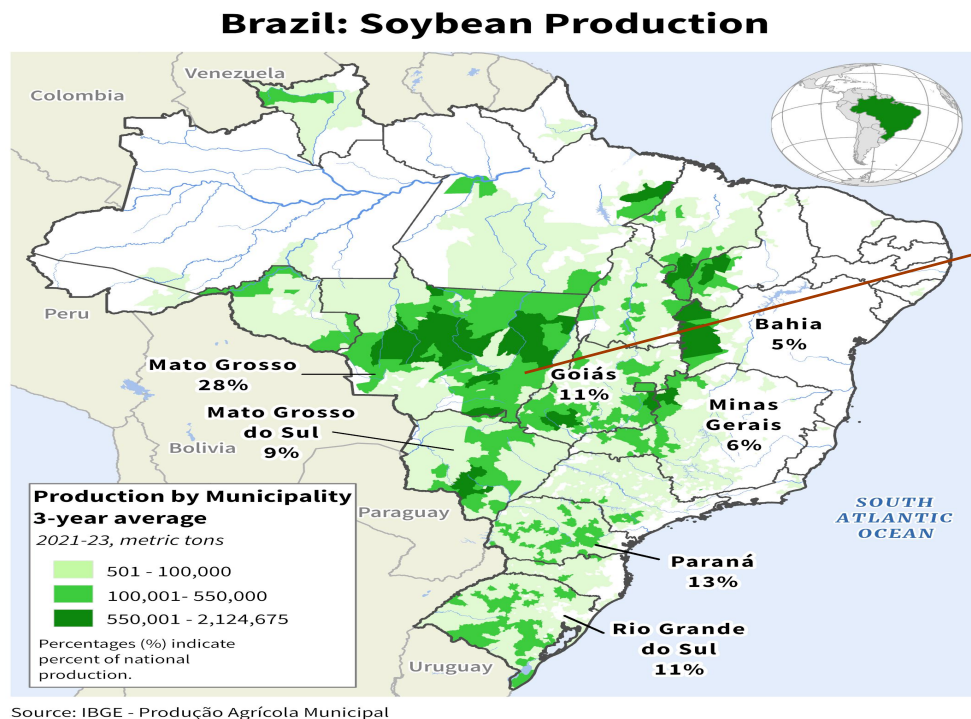 Brazil: Soybean Production
Venezuela
Colombia
Peru
Bahia
5%
Mato Grosso
28%
Goiás
11%
Mato Grosso
do Sul
9%
Minas
Gerais
6%
Bolivia
Production by Municipality
3-year average
2021-23, metric tons
501 - 100,000
100,001- 550,000
550,001 - 2,124,675
Percentages (%) indicate
percent of national
production.
Paraguay
SOUTH
ATLANTIC
OCEAN
Paraná
13%
Rio Grande
do Sul
11%
Uruguay
Source: IBGE - Produção Agrícola Municipal